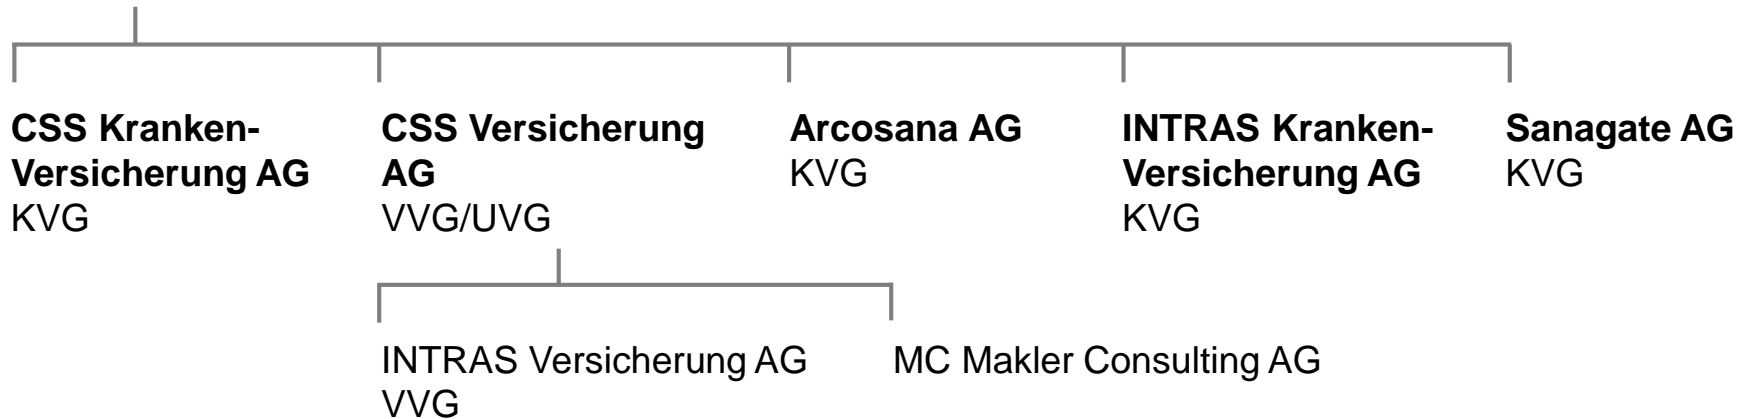 CSS Kranken-
Versicherung AG
KVG
CSS Versicherung
AG
VVG/UVG
Arcosana AG
KVG
INTRAS Kranken-
Versicherung AG
KVG
Sanagate AG
KVG
INTRAS Versicherung AG
VVG
MC Makler Consulting AG